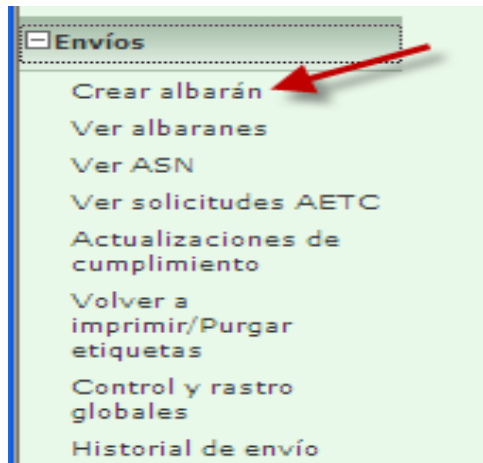 Envíos
Crear albarán
Ver albaranes
Ver ASN
Ver solicitudes AETC
Actualizaciones de
cumplimiento
Volver a
imprimir/Purgar
etiquetas
Control y rastro
globales
Historial de envío